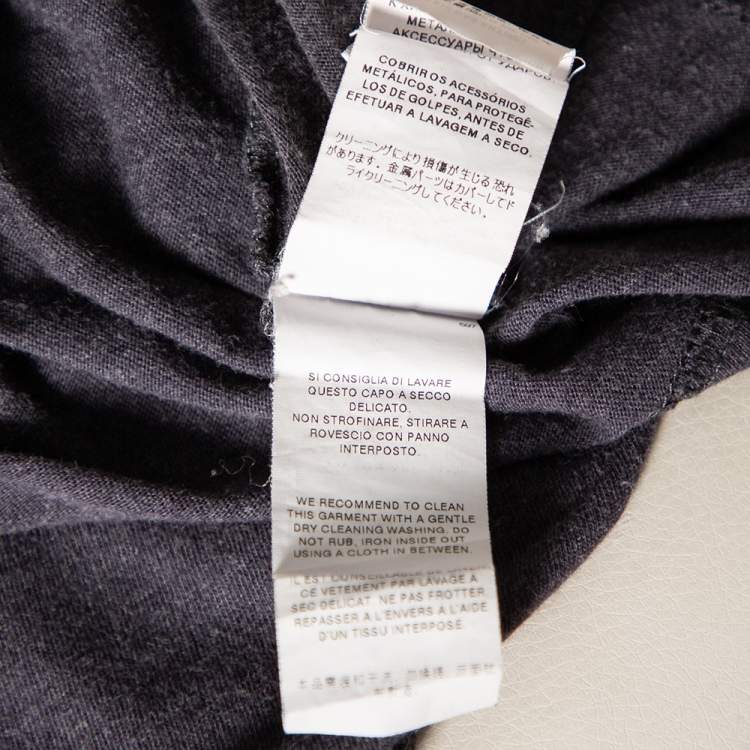 МЕТАЛ
АКСЕССУАРЫ
COBRIR OS ACESSÓRIOS
METÁLICOS, PARA PROTEGÊ-
LOS DE GOLPES, ANTES DE
EFETUAR A LAVAGEM A SECO.
クリーニングにより損傷が生じる恐れ
があります。金属パーツはカバーしてド
ライクリーニングしてください。
SI CONSIGLIA DI LAVARE
QUESTO CAPO A SECCO
DELICATO.
NON STROFINARE, STIRARE A
ROVESCIO CON PANNO
INTERPOSTO.
WE RECOMMEND TO CLEAN
THIS GARMENT WITH A GENTLE
DRY CLEANING WASHING. DO
NOT RUB, IRON INSIDE OUT
USING A CLOTH IN BETWEEN.
IL EST CONSEILLABLE DE
CE VETEMENT PAR LAVAGE A
SEC DELICAT. NE PAS FROTTER,
REPASSER A L'ENVERS A L'AIDE
D'UN TISSU INTERPOSE.